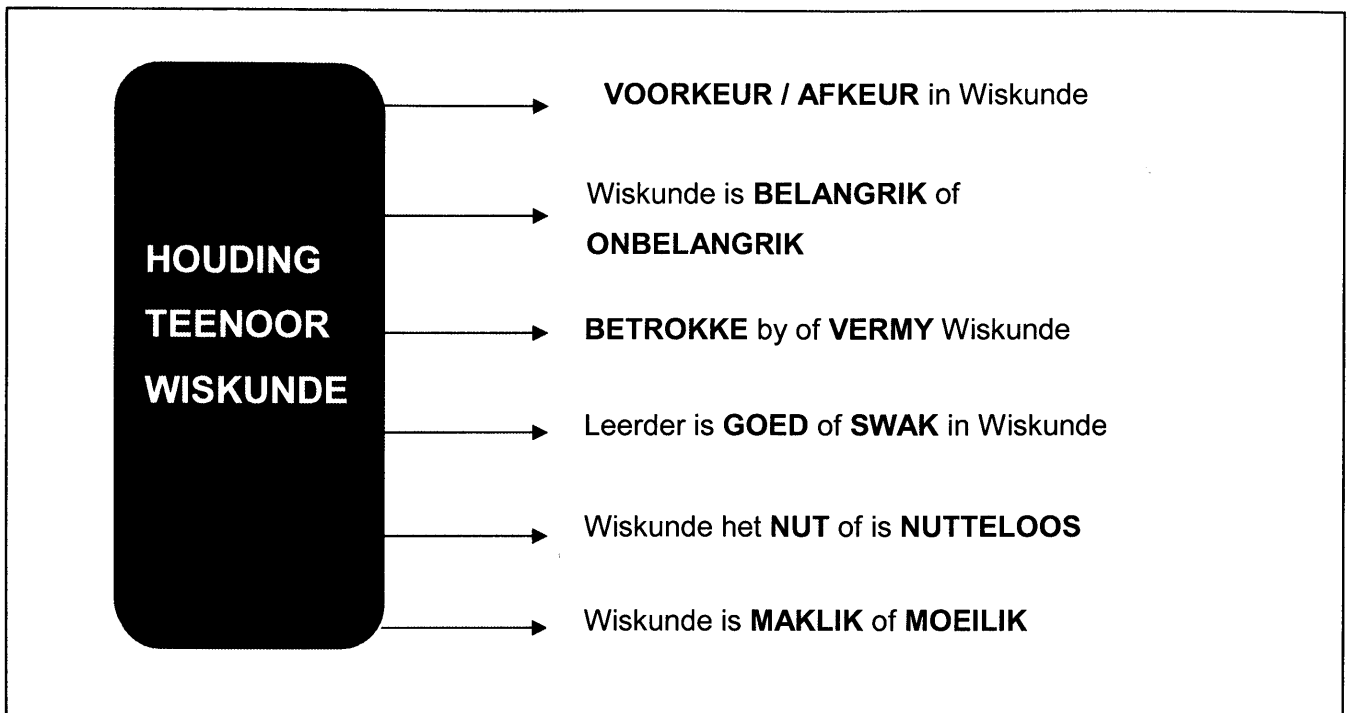 HOUDING
TEENOOR
WISKUNDE
VOORKEUR / AFKEUR in Wiskunde
Wiskunde is BELANGRIK of
ONBELANGRIK
BETROKKE by of VERMY Wiskunde
Leerder is GOED of SWAK in Wiskunde
Wiskunde het NUT of is NUTTELOOS
Wiskunde is MAKLIK of MOEILIK